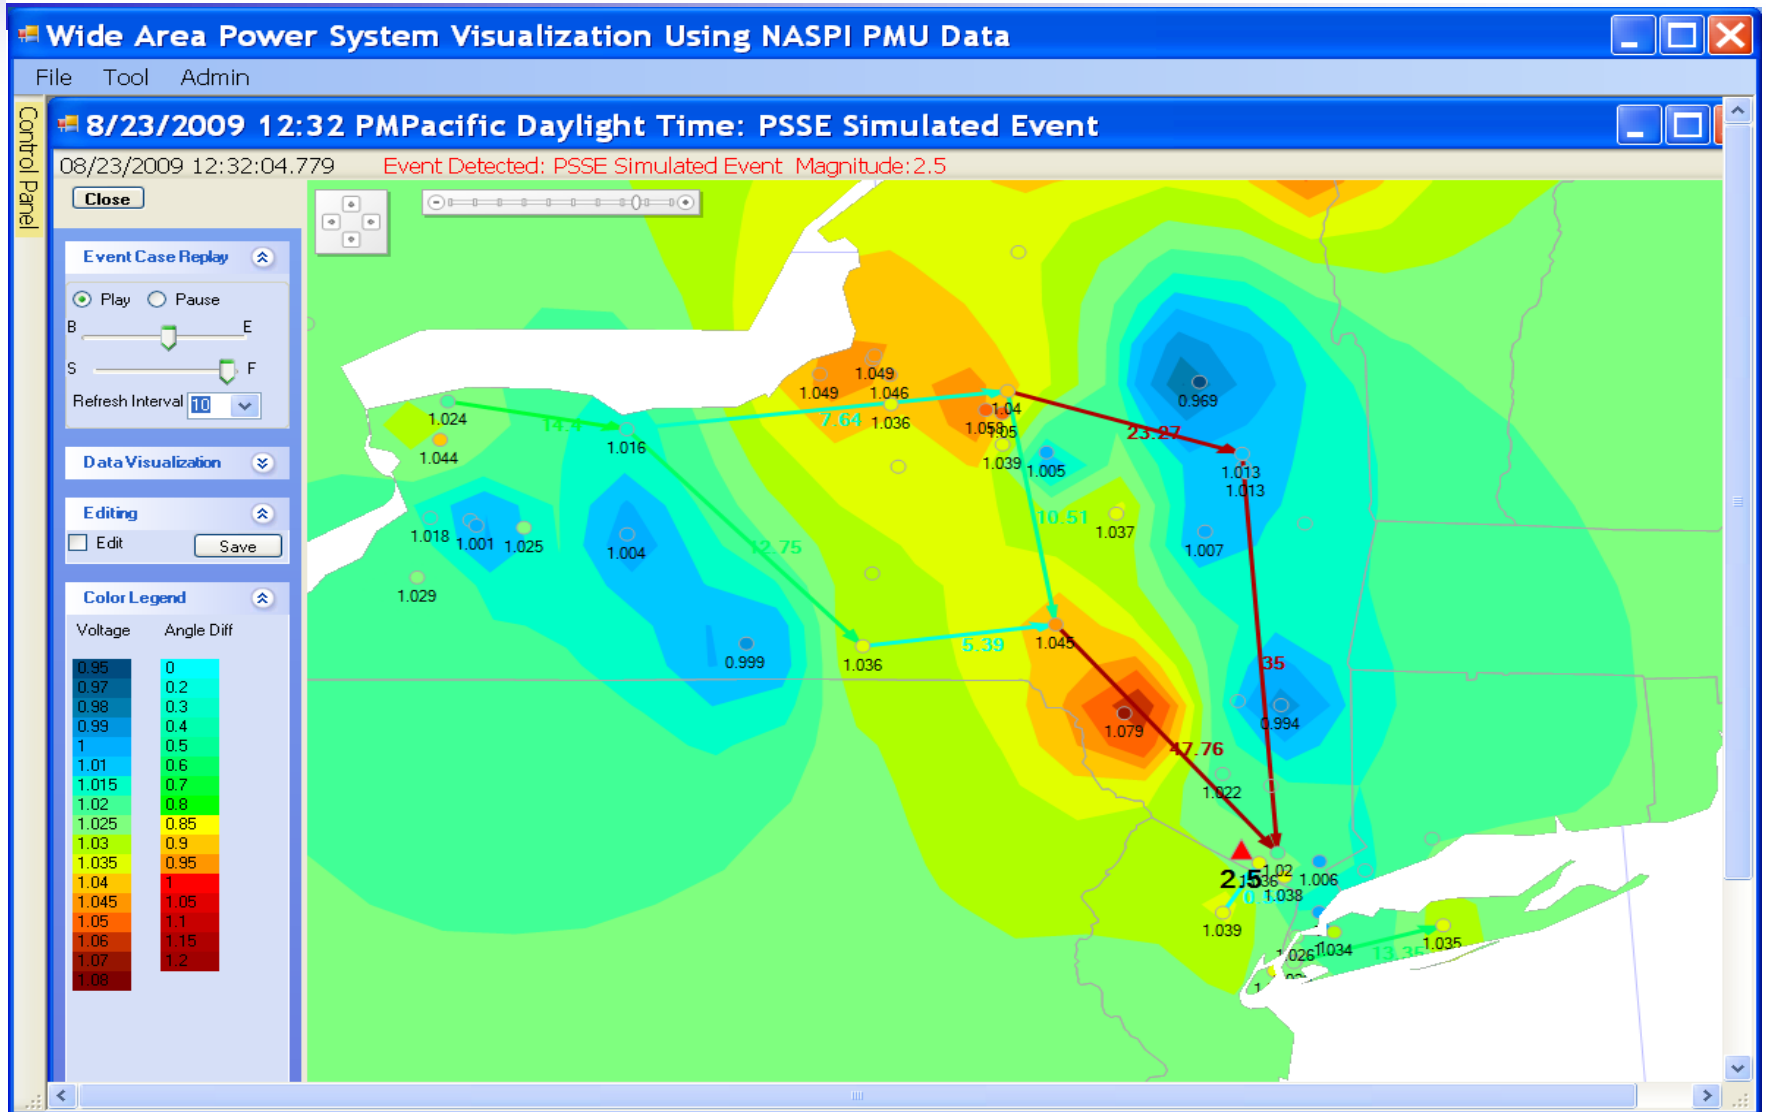 Wide Area Power System Visualization Using NASPI PMU Data
File Tool Admin
Control Panel
8/23/2009 12:32 PMPacific Daylight Time: PSSE Simulated Event
08/23/2009 12:32:04.779 Event Detected: PSSE Simulated Event Magnitude:2.5
Close
Event Case Replay
Play Pause
B E
S F
Refresh Interval 10
Data Visualization
Editing
Edit Save
Color Legend
Voltage Angle Diff
0.95 0
0.97 0.2
0.98 0.3
0.99 0.4
1 0.5
1.01 0.6
1.015 0.7
1.02 0.8
1.025 0.85
1.03 0.9
1.035 0.95
1.04 1
1.045 1.05
1.05 1.1
1.06 1.15
1.07 1.2
1.08
1.049
1.049 1.046
0.969
1.024 14.4 7.64 1.036 1.058 1.04
1.05 23.27
1.016
1.044 1.039 1.005 1.013
1.013
10.51
1.018 1.001 1.025 1.004 12.75 1.037 1.007
1.029
0.999 1.036 5.39 1.045 35
1.079 47.76 0.994
1.022
2.5 1.036 1.02 1.006
1.038
1.039
1.026 1.034 13.35 1.035